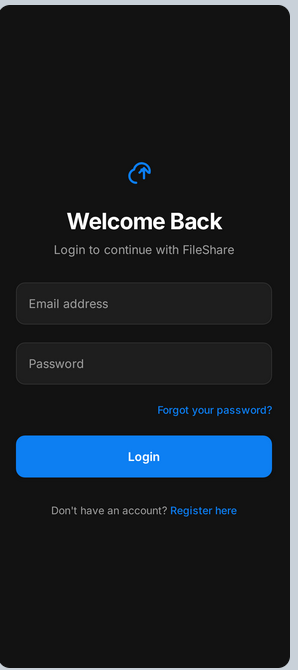 Welcome Back
Login to continue with FileShare
Email address
Password
Forgot your password?
Login
Don't have an account? Register here